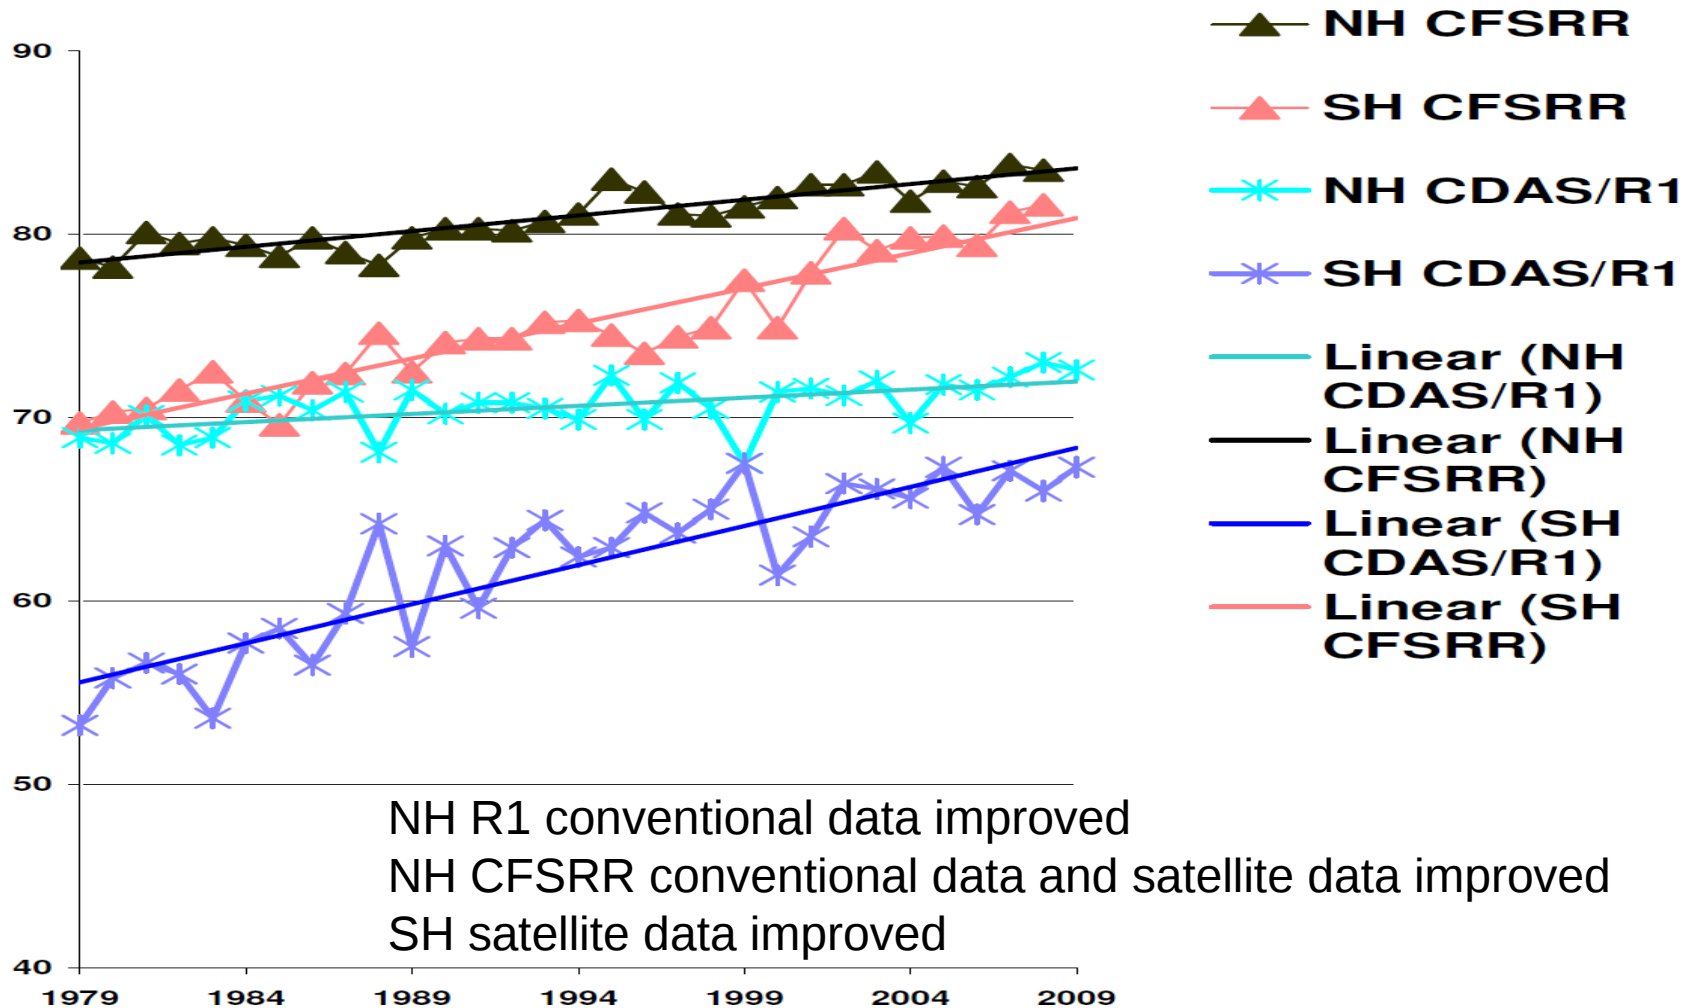 90
80
70
60
50
40
1979 1984 1989 1994 1999 2004 2009
NH CFSRR
SH CFSRR
NH CDAS/R1
SH CDAS/R1
Linear (NH
CDAS/R1)
Linear (NH
CFSRR)
Linear (SH
CDAS/R1)
Linear (SH
CFSRR)
NH R1 conventional data improved
NH CFSRR conventional data and satellite data improved
SH satellite data improved